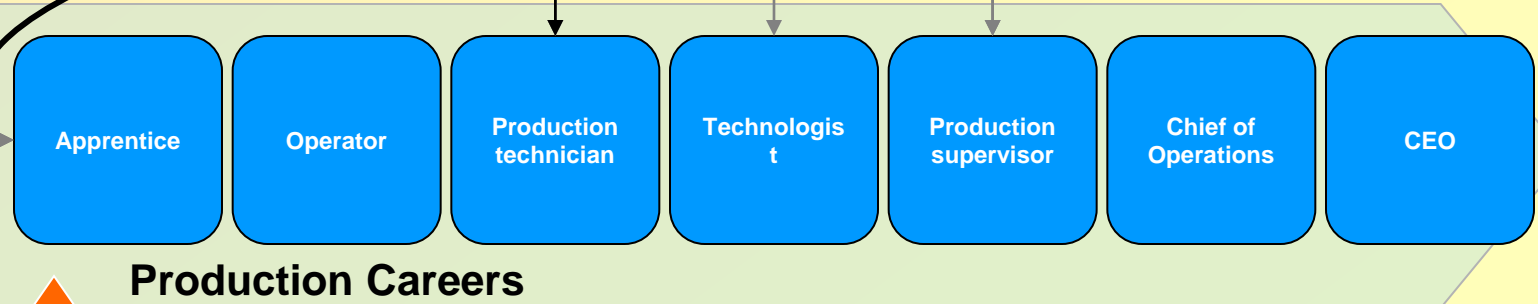 Apprentice
Operator
Production
technician
Technologis
t
Production
supervisor
Chief of
Operations
CEO
Production Careers